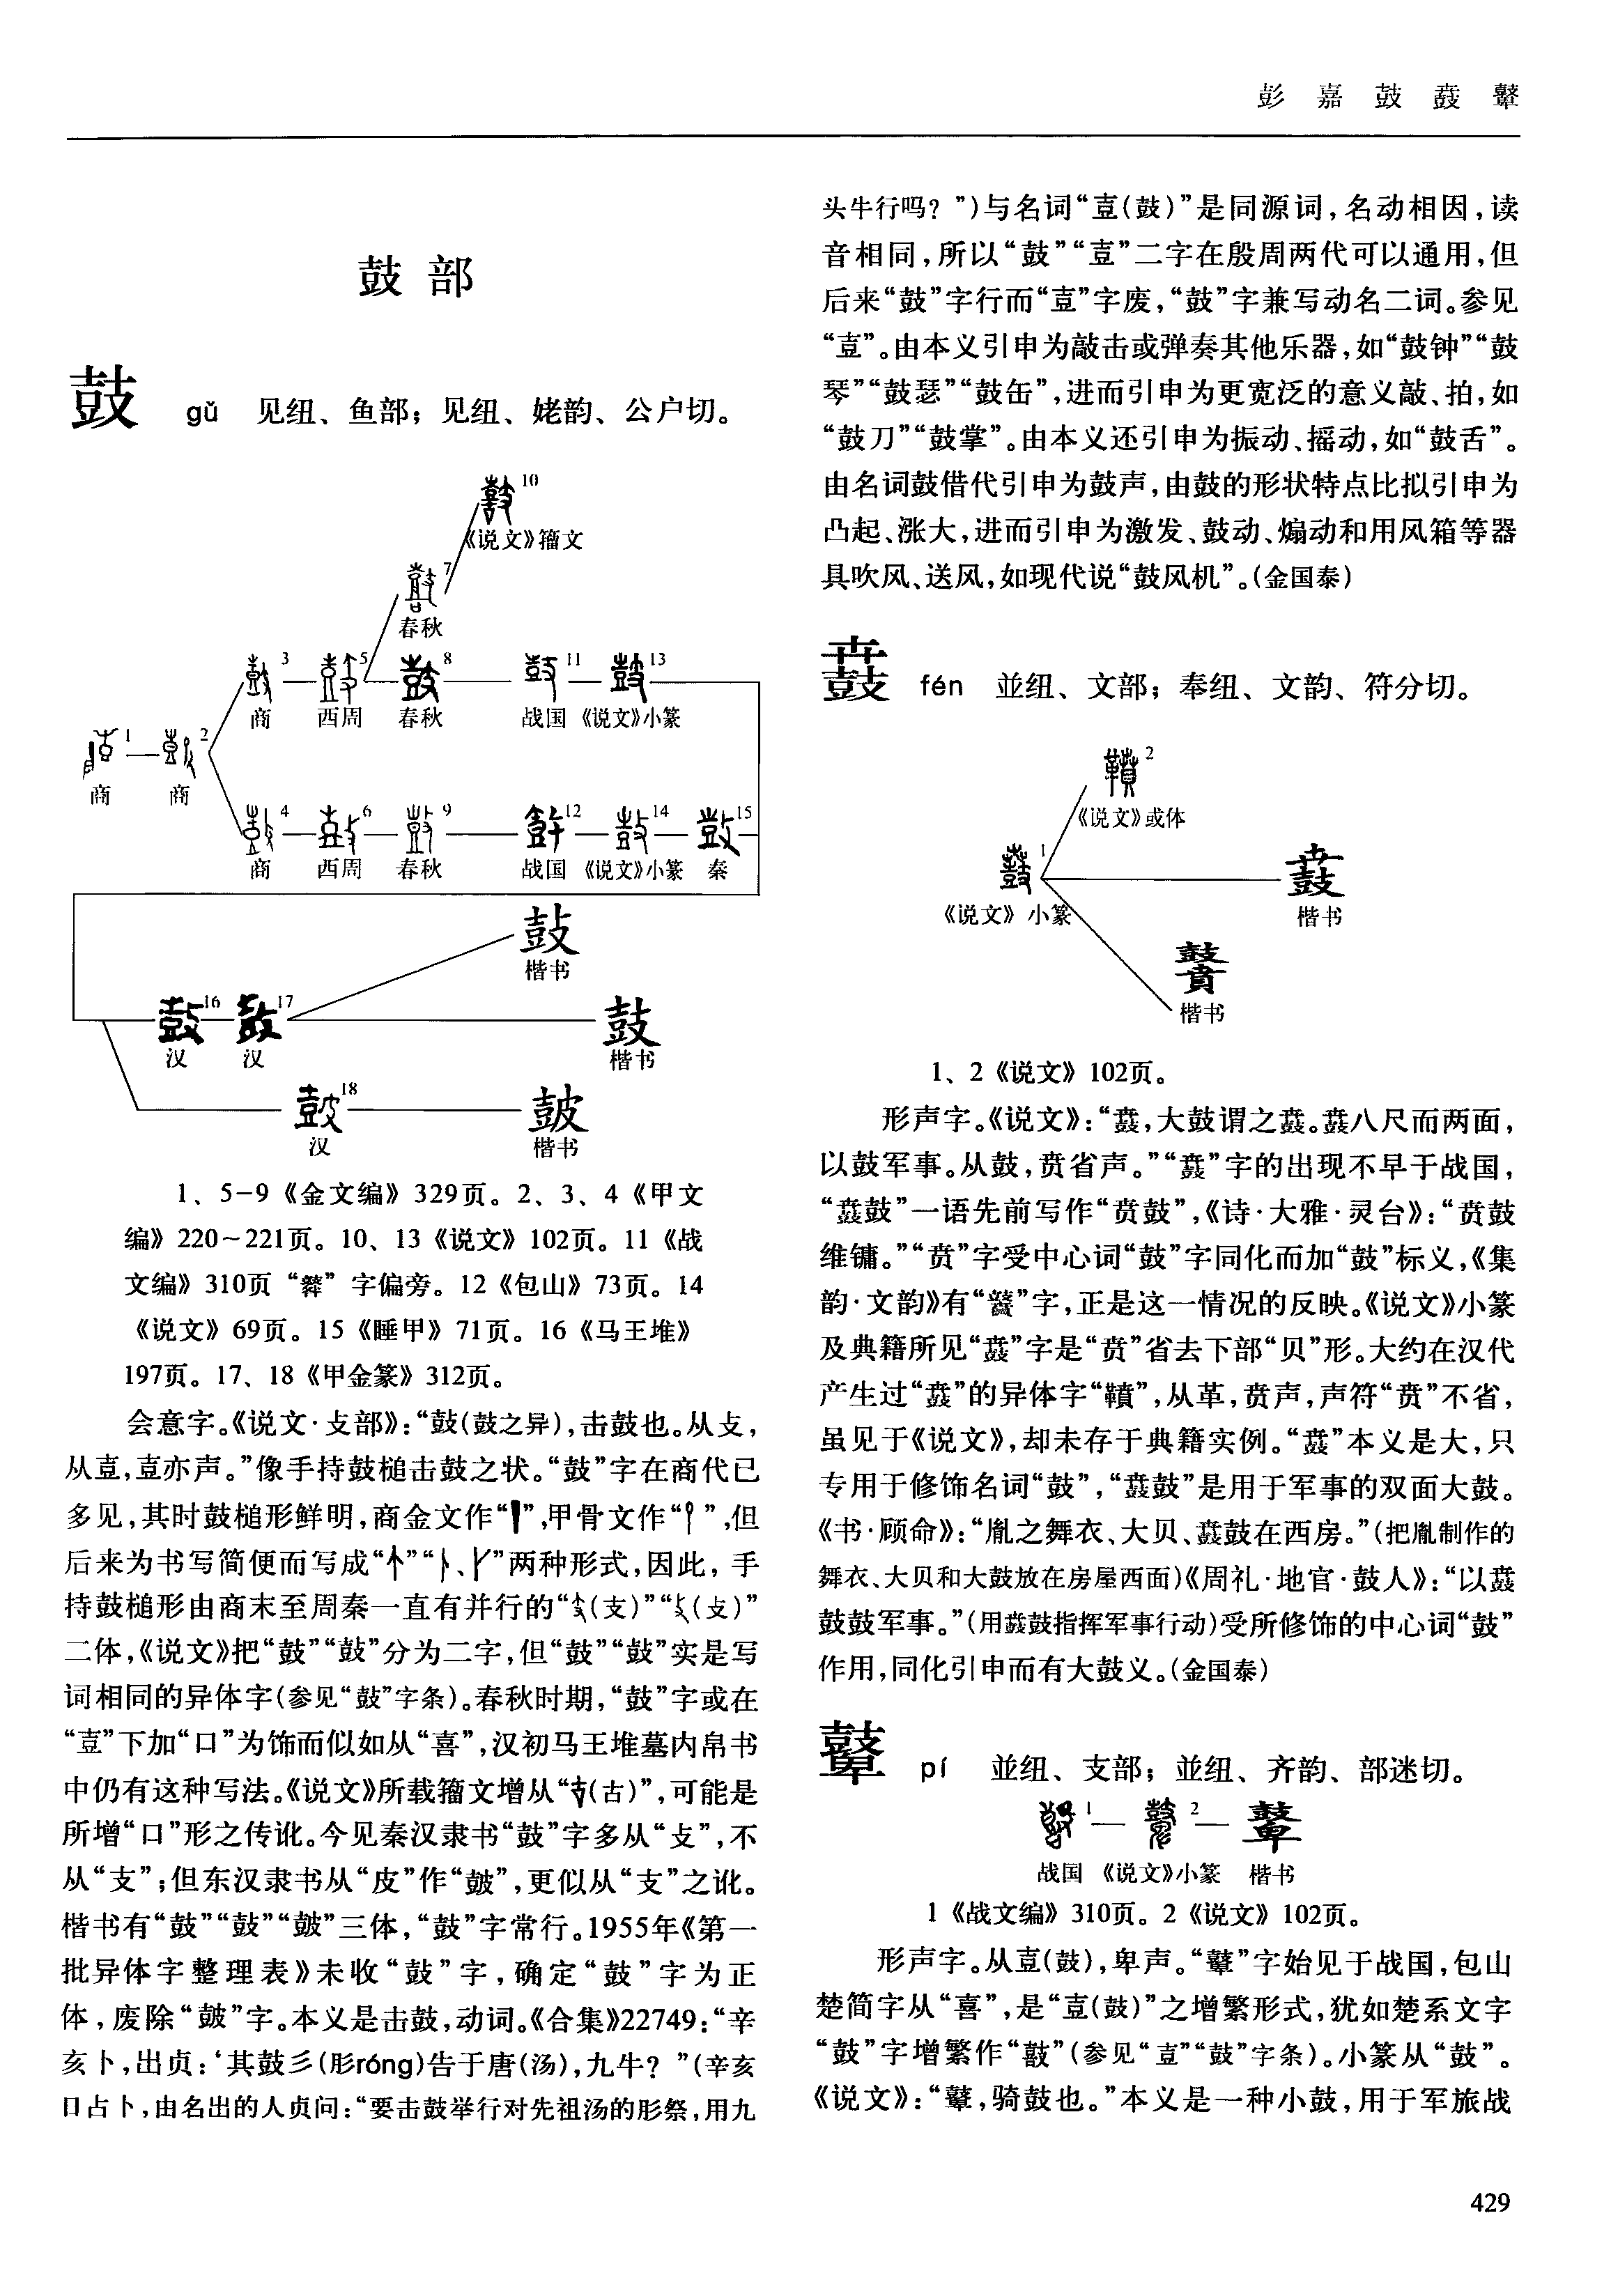 彭 嘉 鼓 鼖 鼙
鼓 部
鼓 gǔ 见纽、鱼部；见纽、姥韵、公户切。
10
《说文》籀文
7
春秋
3 5 8 11 13
商 西周 春秋 战国 《说文》小篆
1 2
商 商
4 6 9 12 14 15
商 西周 春秋 战国 《说文》小篆 秦
鼔
楷书
16 17 鼓
汉 汉 楷书
18 皷
汉 楷书
1、5-9《金文编》329页。2、3、4《甲文
编》220~221页。10、13《说文》102页。11《战
文编》310页“鼙”字偏旁。12《包山》73页。14
《说文》69页。15《睡甲》71页。16《马王堆》
197页。17、18《甲金篆》312页。
会意字。《说文·攴部》：“鼓(鼓之异)，击鼓也。从攴，
从壴，壴亦声。”像手持鼓槌击鼓之状。“鼓”字在商代已
多见，其时鼓槌形鲜明，商金文作“”，甲骨文作“”，但
后来为书写简便而写成“”“、”两种形式，因此，手
持鼓槌形由商末至周秦一直有并行的“(支)”“(攴)”
二体，《说文》把“鼓”“鼔”分为二字，但“鼓”“鼔”实是写
词相同的异体字(参见“鼔”字条)。春秋时期，“鼓”字或在
“壴”下加“口”为饰而似如从“喜”，汉初马王堆墓内帛书
中仍有这种写法。《说文》所载籀文增从“(古)”，可能是
所增“口”形之传讹。今见秦汉隶书“鼓”字多从“攴”，不
从“支”；但东汉隶书从“皮”作“皷”，更似从“支”之讹。
楷书有“鼓”“鼔”“皷”三体，“鼓”字常行。1955年《第一
批异体字整理表》未收“鼔”字，确定“鼓”字为正
体，废除“皷”字。本义是击鼓，动词。《合集》22749：“辛
亥卜，出贞：‘其鼓彡(肜róng)告于唐(汤)，九牛？”(辛亥
日占卜，由名出的人贞问：“要击鼓举行对先祖汤的肜祭，用九
头牛行吗？”)与名词“壴(鼓)”是同源词，名动相因，读
音相同，所以“鼓”“壴”二字在殷周两代可以通用，但
后来“鼓”字行而“壴”字废，“鼓”字兼写动名二词。参见
“壴”。由本义引申为敲击或弹奏其他乐器，如“鼓钟”“鼓
琴”“鼓瑟”“鼓缶”，进而引申为更宽泛的意义敲、拍，如
“鼓刀”“鼓掌”。由本义还引申为振动、摇动，如“鼓舌”。
由名词鼓借代引申为鼓声，由鼓的形状特点比拟引申为
凸起、涨大，进而引申为激发、鼓动、煽动和用风箱等器
具吹风、送风，如现代说“鼓风机”。(金国泰)
鼖 fén 並纽、文部；奉纽、文韵、符分切。
2
《说文》或体
1 鼖
《说文》小篆 楷书
楷书
1、2《说文》102页。
形声字。《说文》：“鼖，大鼓谓之鼖。鼖八尺而两面，
以鼓军事。从鼓，贲省声。”“鼖”字的出现不早于战国，
“鼖鼓”一语先前写作“贲鼓”，《诗·大雅·灵台》：“贲鼓
维镛。”“贲”字受中心词“鼓”字同化而加“鼓”标义，《集
韵·文韵》有“”字，正是这一情况的反映。《说文》小篆
及典籍所见“鼖”字是“贲”省去下部“贝”形。大约在汉代
产生过“鼖”的异体字“鞼”，从革，贲声，声符“贲”不省，
虽见于《说文》，却未存于典籍实例。“鼖”本义是大，只
专用于修饰名词“鼓”，“鼖鼓”是用于军事的双面大鼓。
《书·顾命》：“胤之舞衣、大贝、鼖鼓在西房。”(把胤制作的
舞衣、大贝和大鼓放在房屋西面)《周礼·地官·鼓人》：“以鼖
鼓鼓军事。”(用鼖鼓指挥军事行动)受所修饰的中心词“鼓”
作用，同化引申而有大鼓义。(金国泰)
鼙 pí 並纽、支部；並纽、齐韵、部迷切。
1 2 鼙
战国 《说文》小篆 楷书
1《战文编》310页。2《说文》102页。
形声字。从壴(鼓)，卑声。“鼙”字始见于战国，包山
楚简字从“喜”，是“壴(鼓)”之增繁形式，犹如楚系文字
“鼓”字增繁作“”(参见“壴”“鼓”字条)。小篆从“鼓”。
《说文》：“鼙，骑鼓也。”本义是一种小鼓，用于军旅战
429